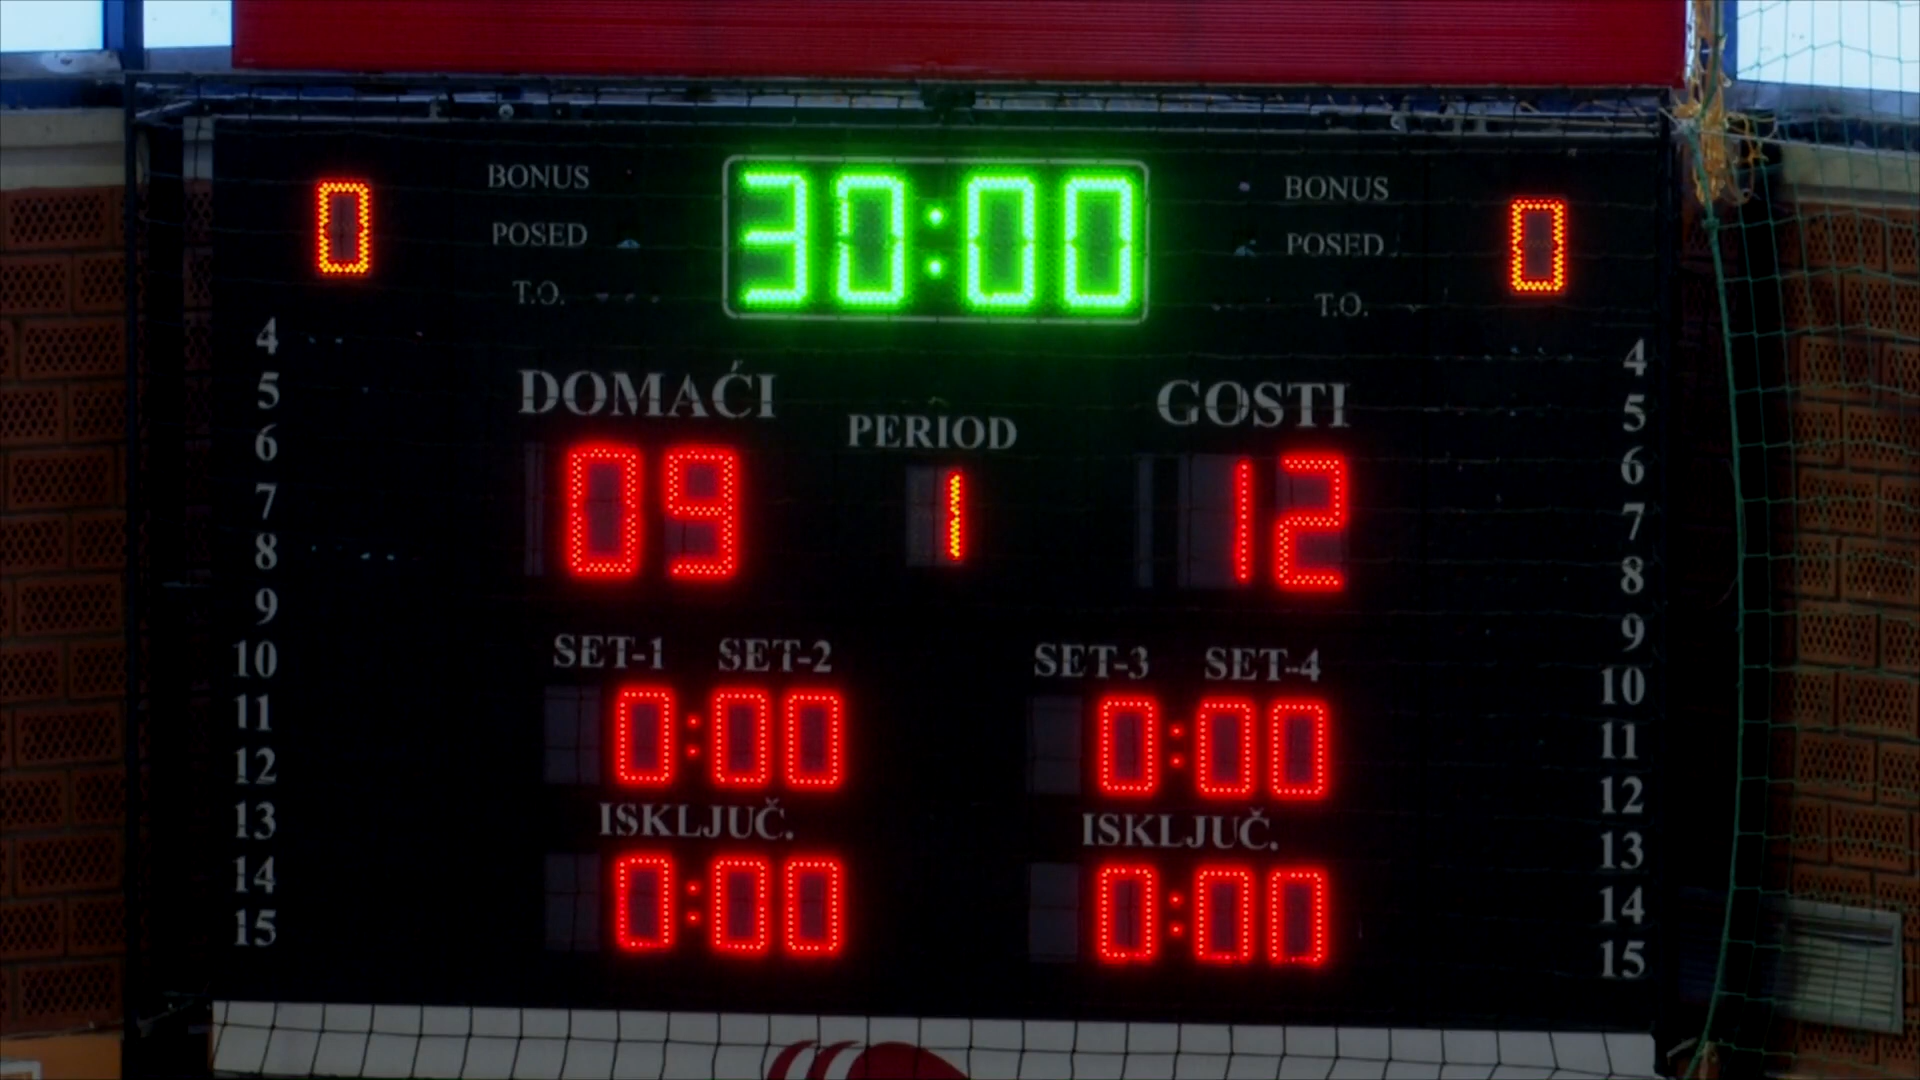 0 BONUS 30:00 BONUS 0
POSED POSED
T.O. T.O.
4 4
DOMAĆI GOSTI
5 5
PERIOD
6 6
09 1 12
7 7
8 8
9 9
SET-1 SET-2 SET-3 SET-4
10 10
11 11
0:00 0:00
12 12
ISKLJUČ. ISKLJUČ.
13 13
14 14
0:00 0:00
15 15